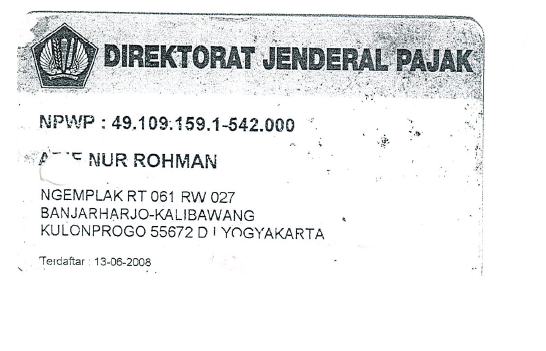 DIREKTORAT JENDERAL PAJAK
NPWP : 49.109.159.1-542.000
NUR ROHMAN
NGEMPLAK RT 061 RW 027
BANJARHARJO-KALIBAWANG
KULONPROGO 55672 D I YOGYAKARTA
Terdaftar : 13-06-2008